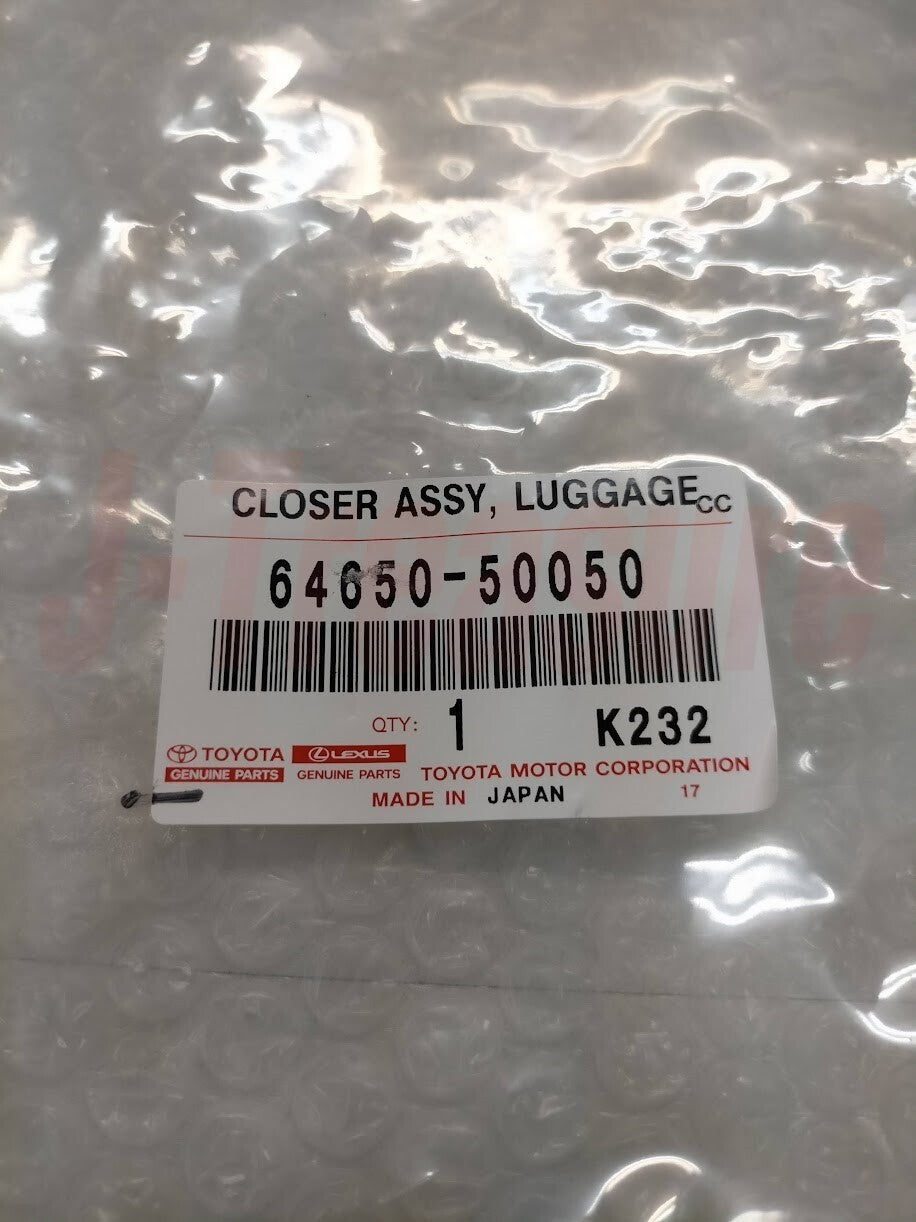 CLOSER ASSY, LUGGAGE CC
64650-50050
QTY: 1 K232
TOYOTA LEXUS
GENUINE PARTS GENUINE PARTS TOYOTA MOTOR CORPORATION
MADE IN JAPAN 17